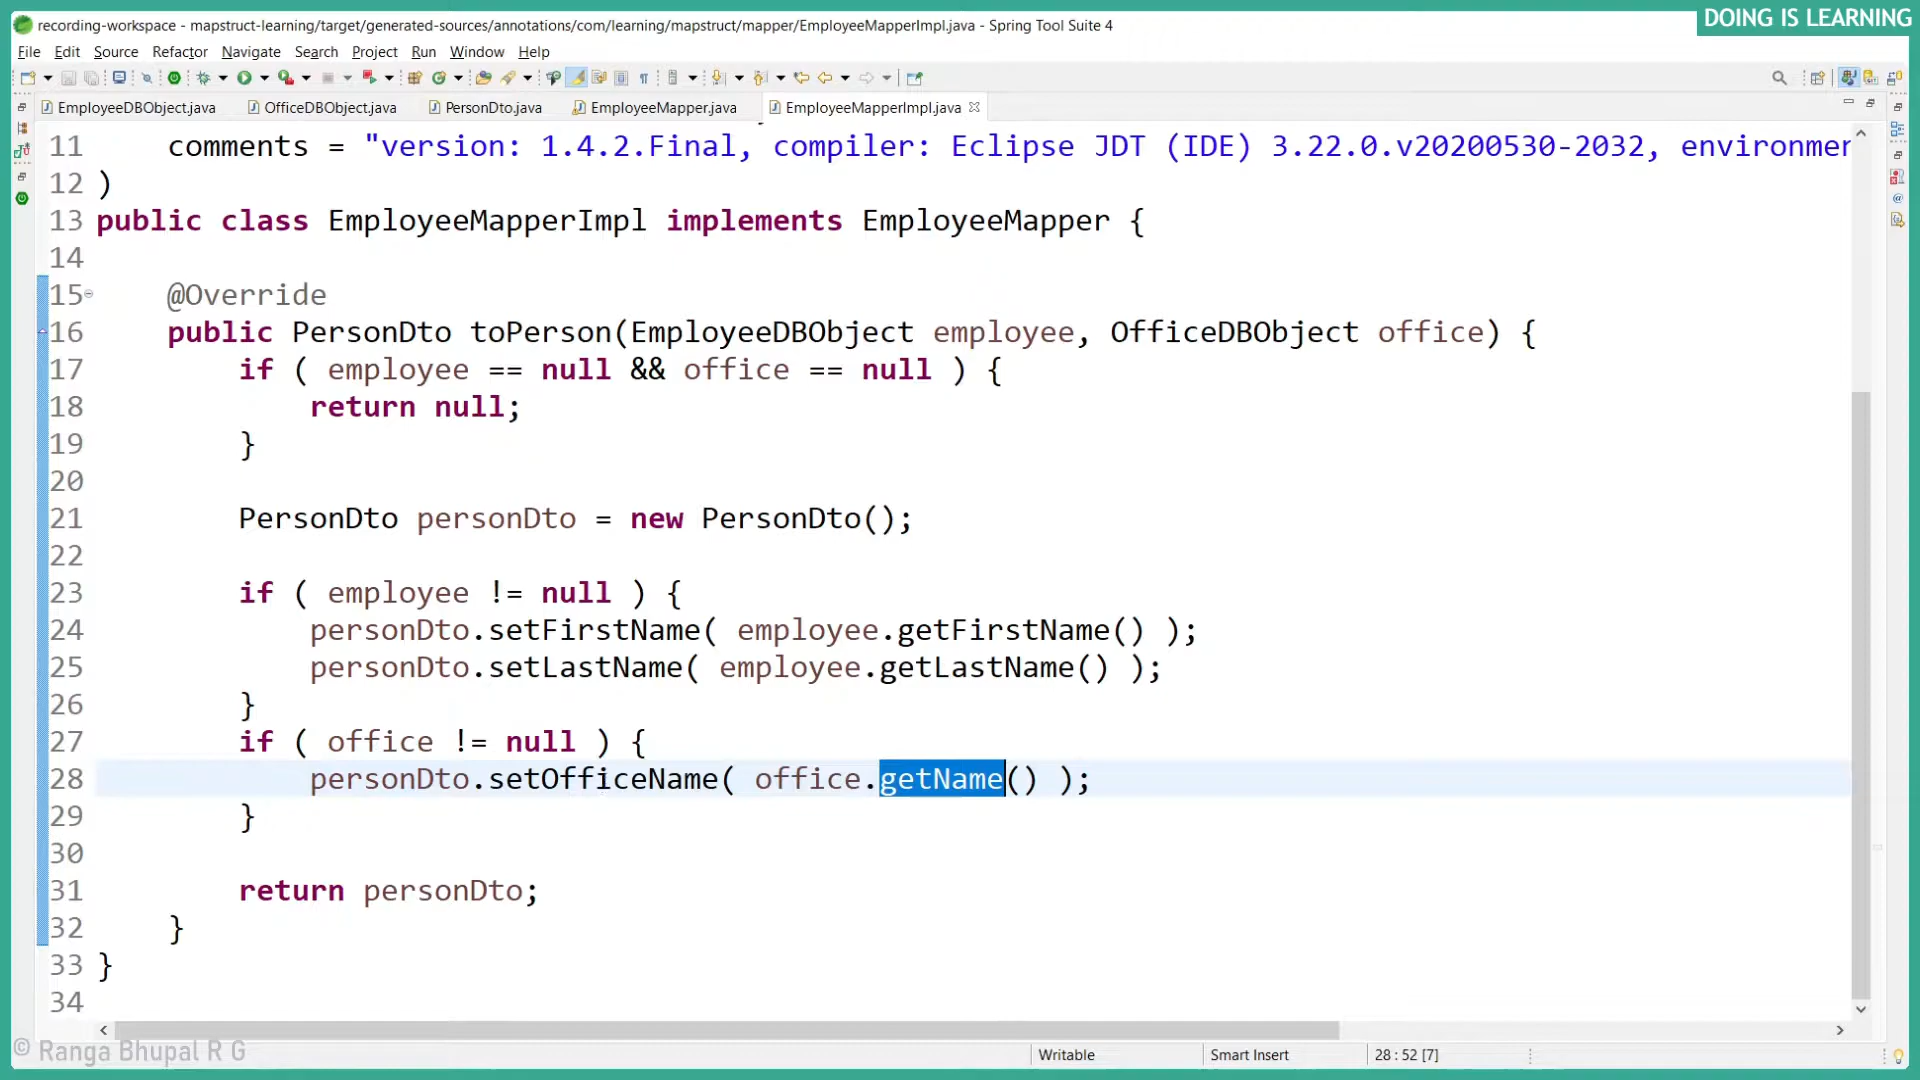 DOING IS LEARNING
recording-workspace - mapstruct-learning/target/generated-sources/annotations/com/learning/mapstruct/mapper/EmployeeMapperImpl.java - Spring Tool Suite 4
File Edit Source Refactor Navigate Search Project Run Window Help
EmployeeDBObject.java OfficeDBObject.java PersonDto.java EmployeeMapper.java EmployeeMapperImpl.java
11 comments = "version: 1.4.2.Final, compiler: Eclipse JDT (IDE) 3.22.0.v20200530-2032, environmen
12 )
13 public class EmployeeMapperImpl implements EmployeeMapper {
14
15 @Override
16 public PersonDto toPerson(EmployeeDBObject employee, OfficeDBObject office) {
17 if ( employee == null && office == null ) {
18 return null;
19 }
20
21 PersonDto personDto = new PersonDto();
22
23 if ( employee != null ) {
24 personDto.setFirstName( employee.getFirstName() );
25 personDto.setLastName( employee.getLastName() );
26 }
27 if ( office != null ) {
28 personDto.setOfficeName( office.getName() );
29 }
30
31 return personDto;
32 }
33 }
34
© Ranga Bhupal R G
Writable Smart Insert 28 : 52 [7]